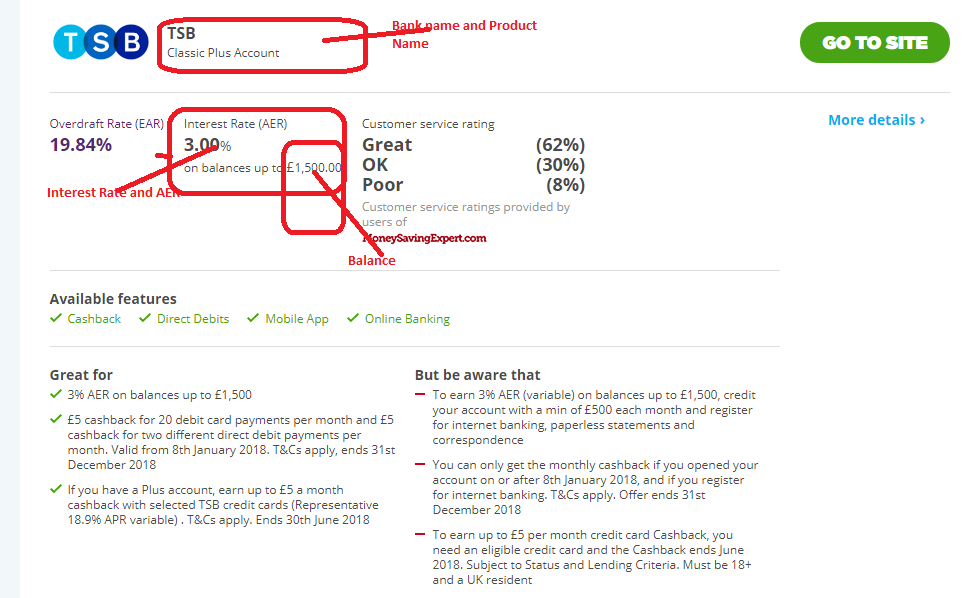 TSB
TSB
Classic Plus Account
Bank name and Product
Name
GO TO SITE
Overdraft Rate (EAR)
19.84%
Interest Rate (AER)
3.00%
on balances up to £1,500.00
Interest Rate and AER
Customer service rating
Great (62%)
OK (30%)
Poor (8%)
Customer service ratings provided by
users of
MoneySavingExpert.com
Balance
More details ›
Available features
Cashback Direct Debits Mobile App Online Banking
Great for
3% AER on balances up to £1,500
£5 cashback for 20 debit card payments per month and £5
cashback for two different direct debit payments per
month. Valid from 8th January 2018. T&Cs apply, ends 31st
December 2018
If you have a Plus account, earn up to £5 a month
cashback with selected TSB credit cards (Representative
18.9% APR variable) . T&Cs apply. Ends 30th June 2018
But be aware that
To earn 3% AER (variable) on balances up to £1,500, credit
your account with a min of £500 each month and register
for internet banking, paperless statements and
correspondence
You can only get the monthly cashback if you opened your
account on or after 8th January 2018, and if you register
for internet banking. T&Cs apply. Offer ends 31st
December 2018
To earn up to £5 per month credit card Cashback, you
need an eligible credit card and the Cashback ends June
2018. Subject to Status and Lending Criteria. Must be 18+
and a UK resident